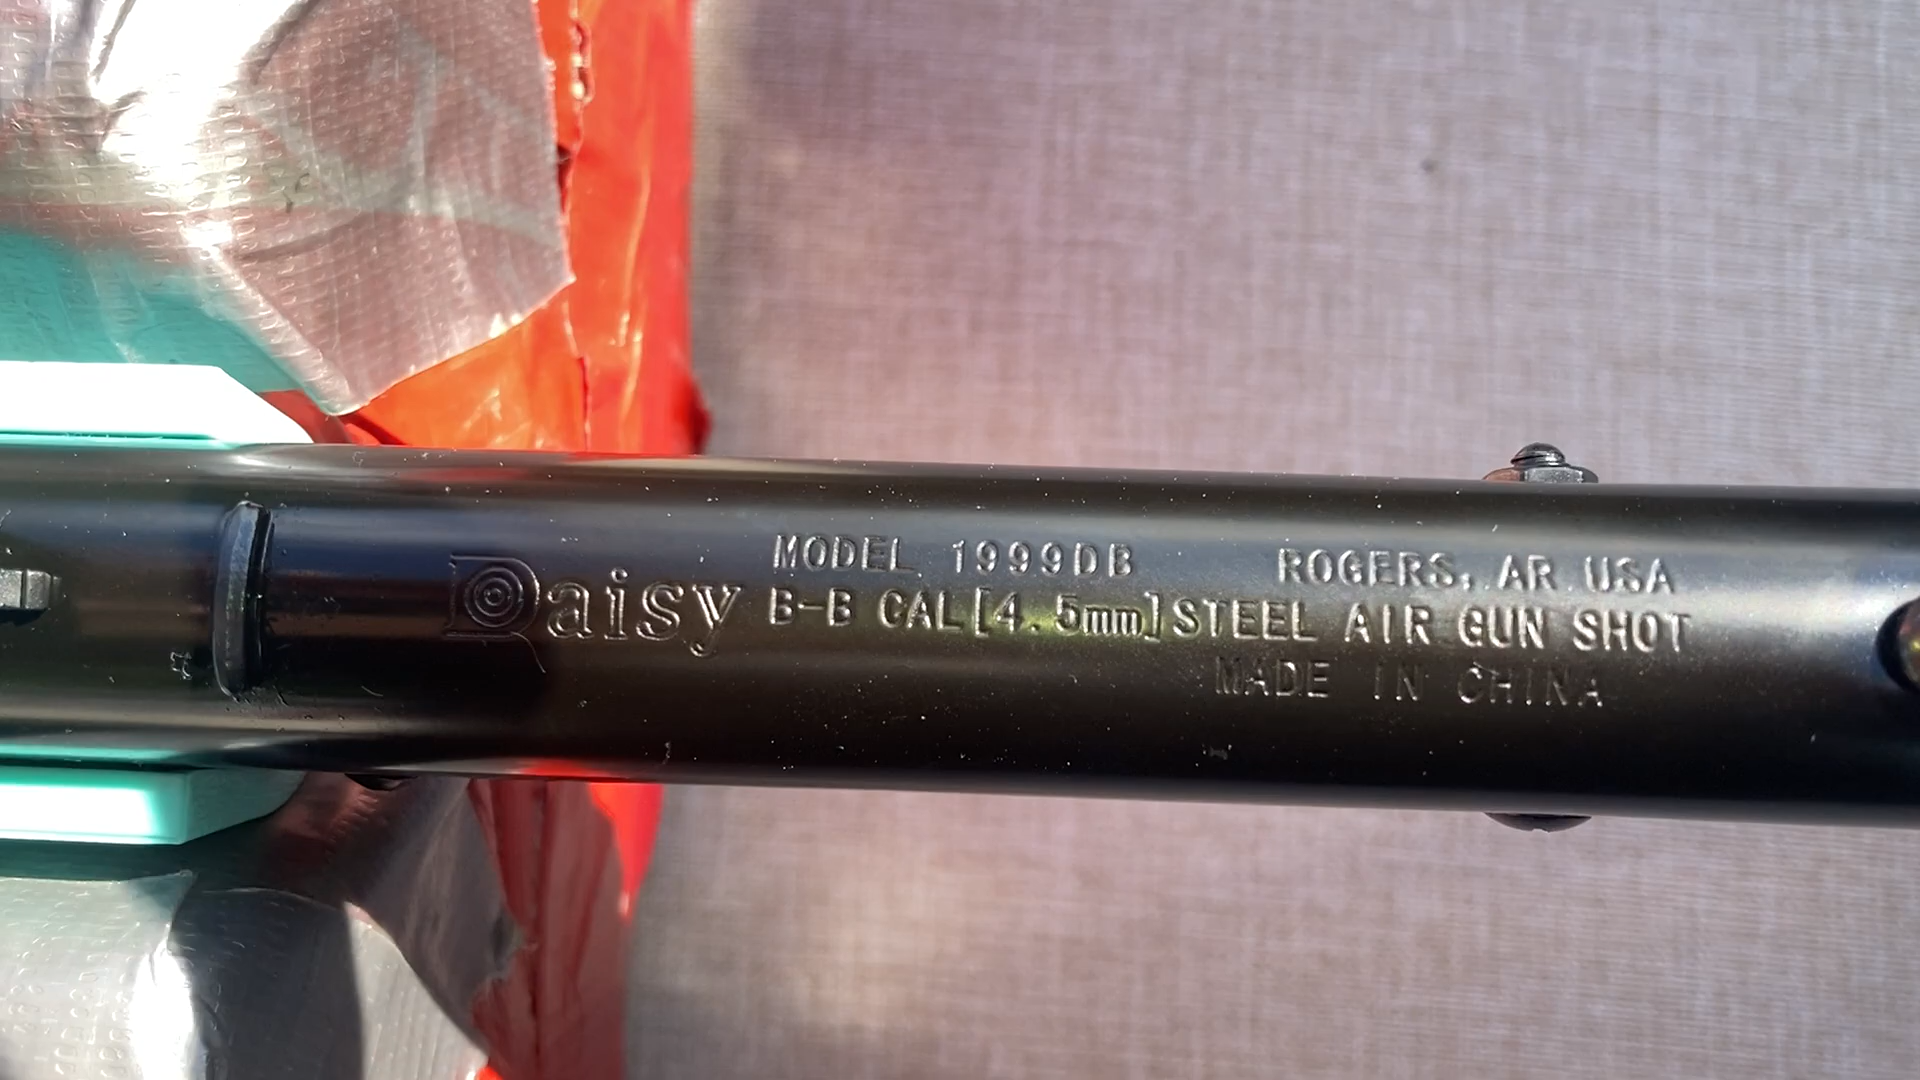 MODEL 1999DB ROGERS, AR USA
Daisy B-B CAL[4.5mm]STEEL AIR GUN SHOT
MADE IN CHINA